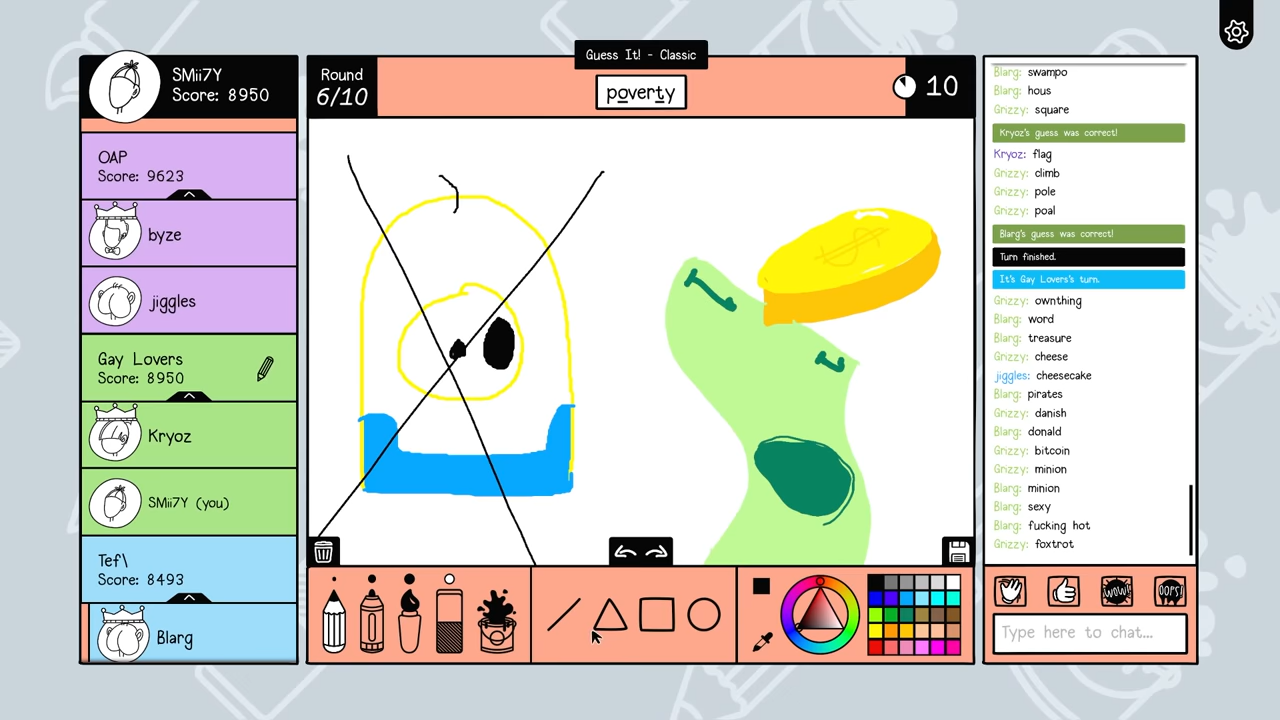 Guess It! - Classic
SMii7Y
Score: 8950
Round
6/10
poverty
10
OAP
Score: 9623
byze
jiggles
Gay Lovers
Score: 8950
Kryoz
SMii7Y (you)
Tef\
Score: 8493
Blarg
$
Blarg: swampo
Blarg: hous
Grizzy: square
Kryoz's guess was correct!
Kryoz: flag
Grizzy: climb
Grizzy: pole
Grizzy: poal
Blarg's guess was correct!
Turn finished.
It's Gay Lovers's turn.
Grizzy: ownthing
Blarg: word
Blarg: treasure
Grizzy: cheese
jiggles: cheesecake
Blarg: pirates
Grizzy: danish
Blarg: donald
Grizzy: bitcoin
Grizzy: minion
Blarg: minion
Blarg: sexy
Blarg: fucking hot
Grizzy: foxtrot
WOW!
OOPS!
Type here to chat...